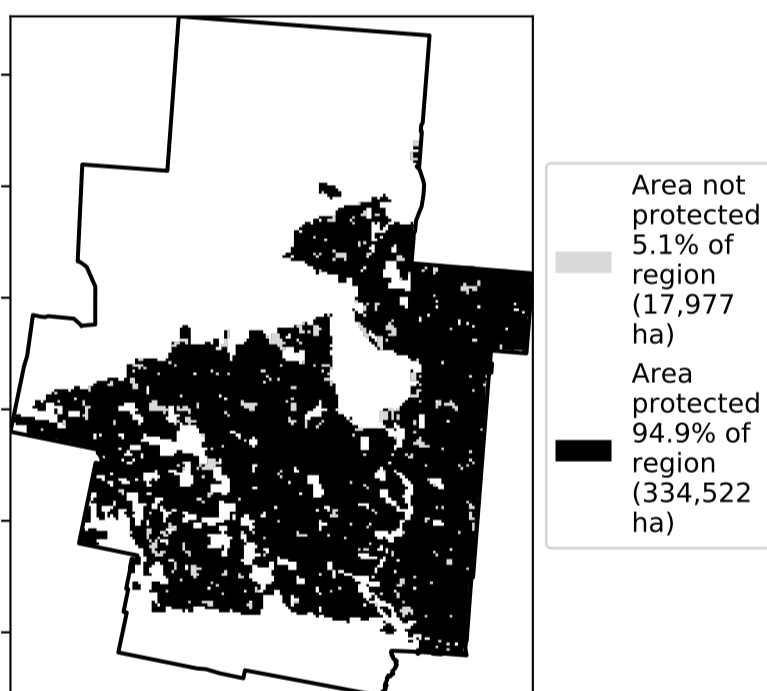 Area not
protected
5.1% of
region
(17,977
ha)
Area
protected
94.9% of
region
(334,522
ha)